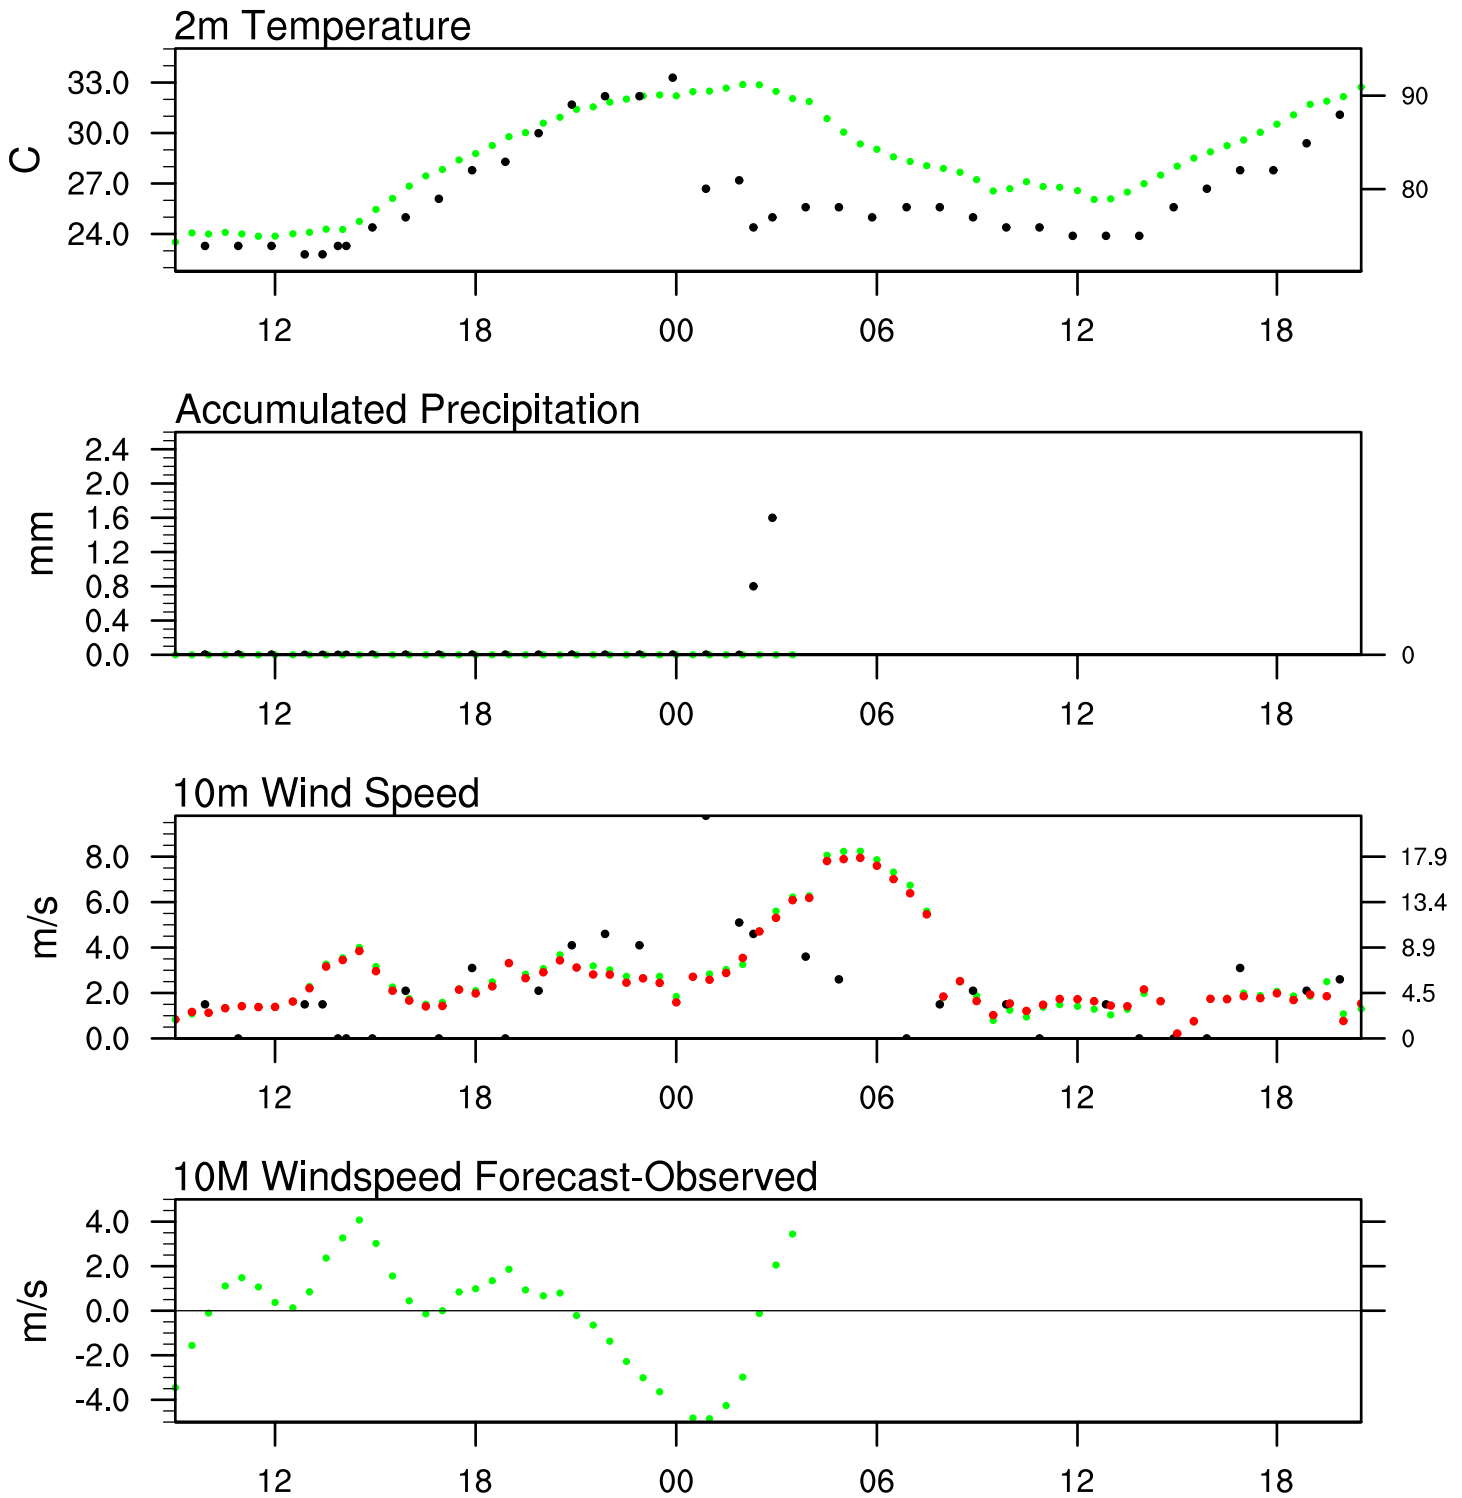 2m Temperature
33.0
30.0
27.0
24.0
C
90
80
12 18 00 06 12 18
Accumulated Precipitation
2.4
2.0
1.6
1.2
0.8
0.4
0.0
mm
0
12 18 00 06 12 18
10m Wind Speed
8.0
6.0
4.0
2.0
0.0
m/s
17.9
13.4
8.9
4.5
0
12 18 00 06 12 18
10M Windspeed Forecast-Observed
4.0
2.0
0.0
-2.0
-4.0
m/s
12 18 00 06 12 18